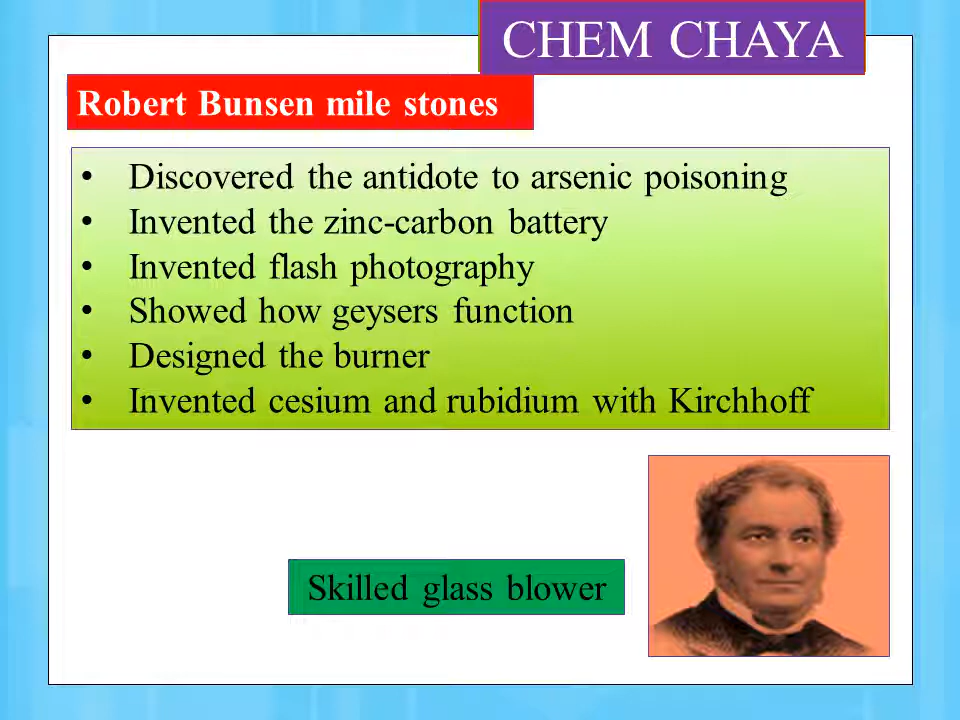 CHEM CHAYA
Robert Bunsen mile stones
• Discovered the antidote to arsenic poisoning
• Invented the zinc-carbon battery
• Invented flash photography
• Showed how geysers function
• Designed the burner
• Invented cesium and rubidium with Kirchhoff
Skilled glass blower